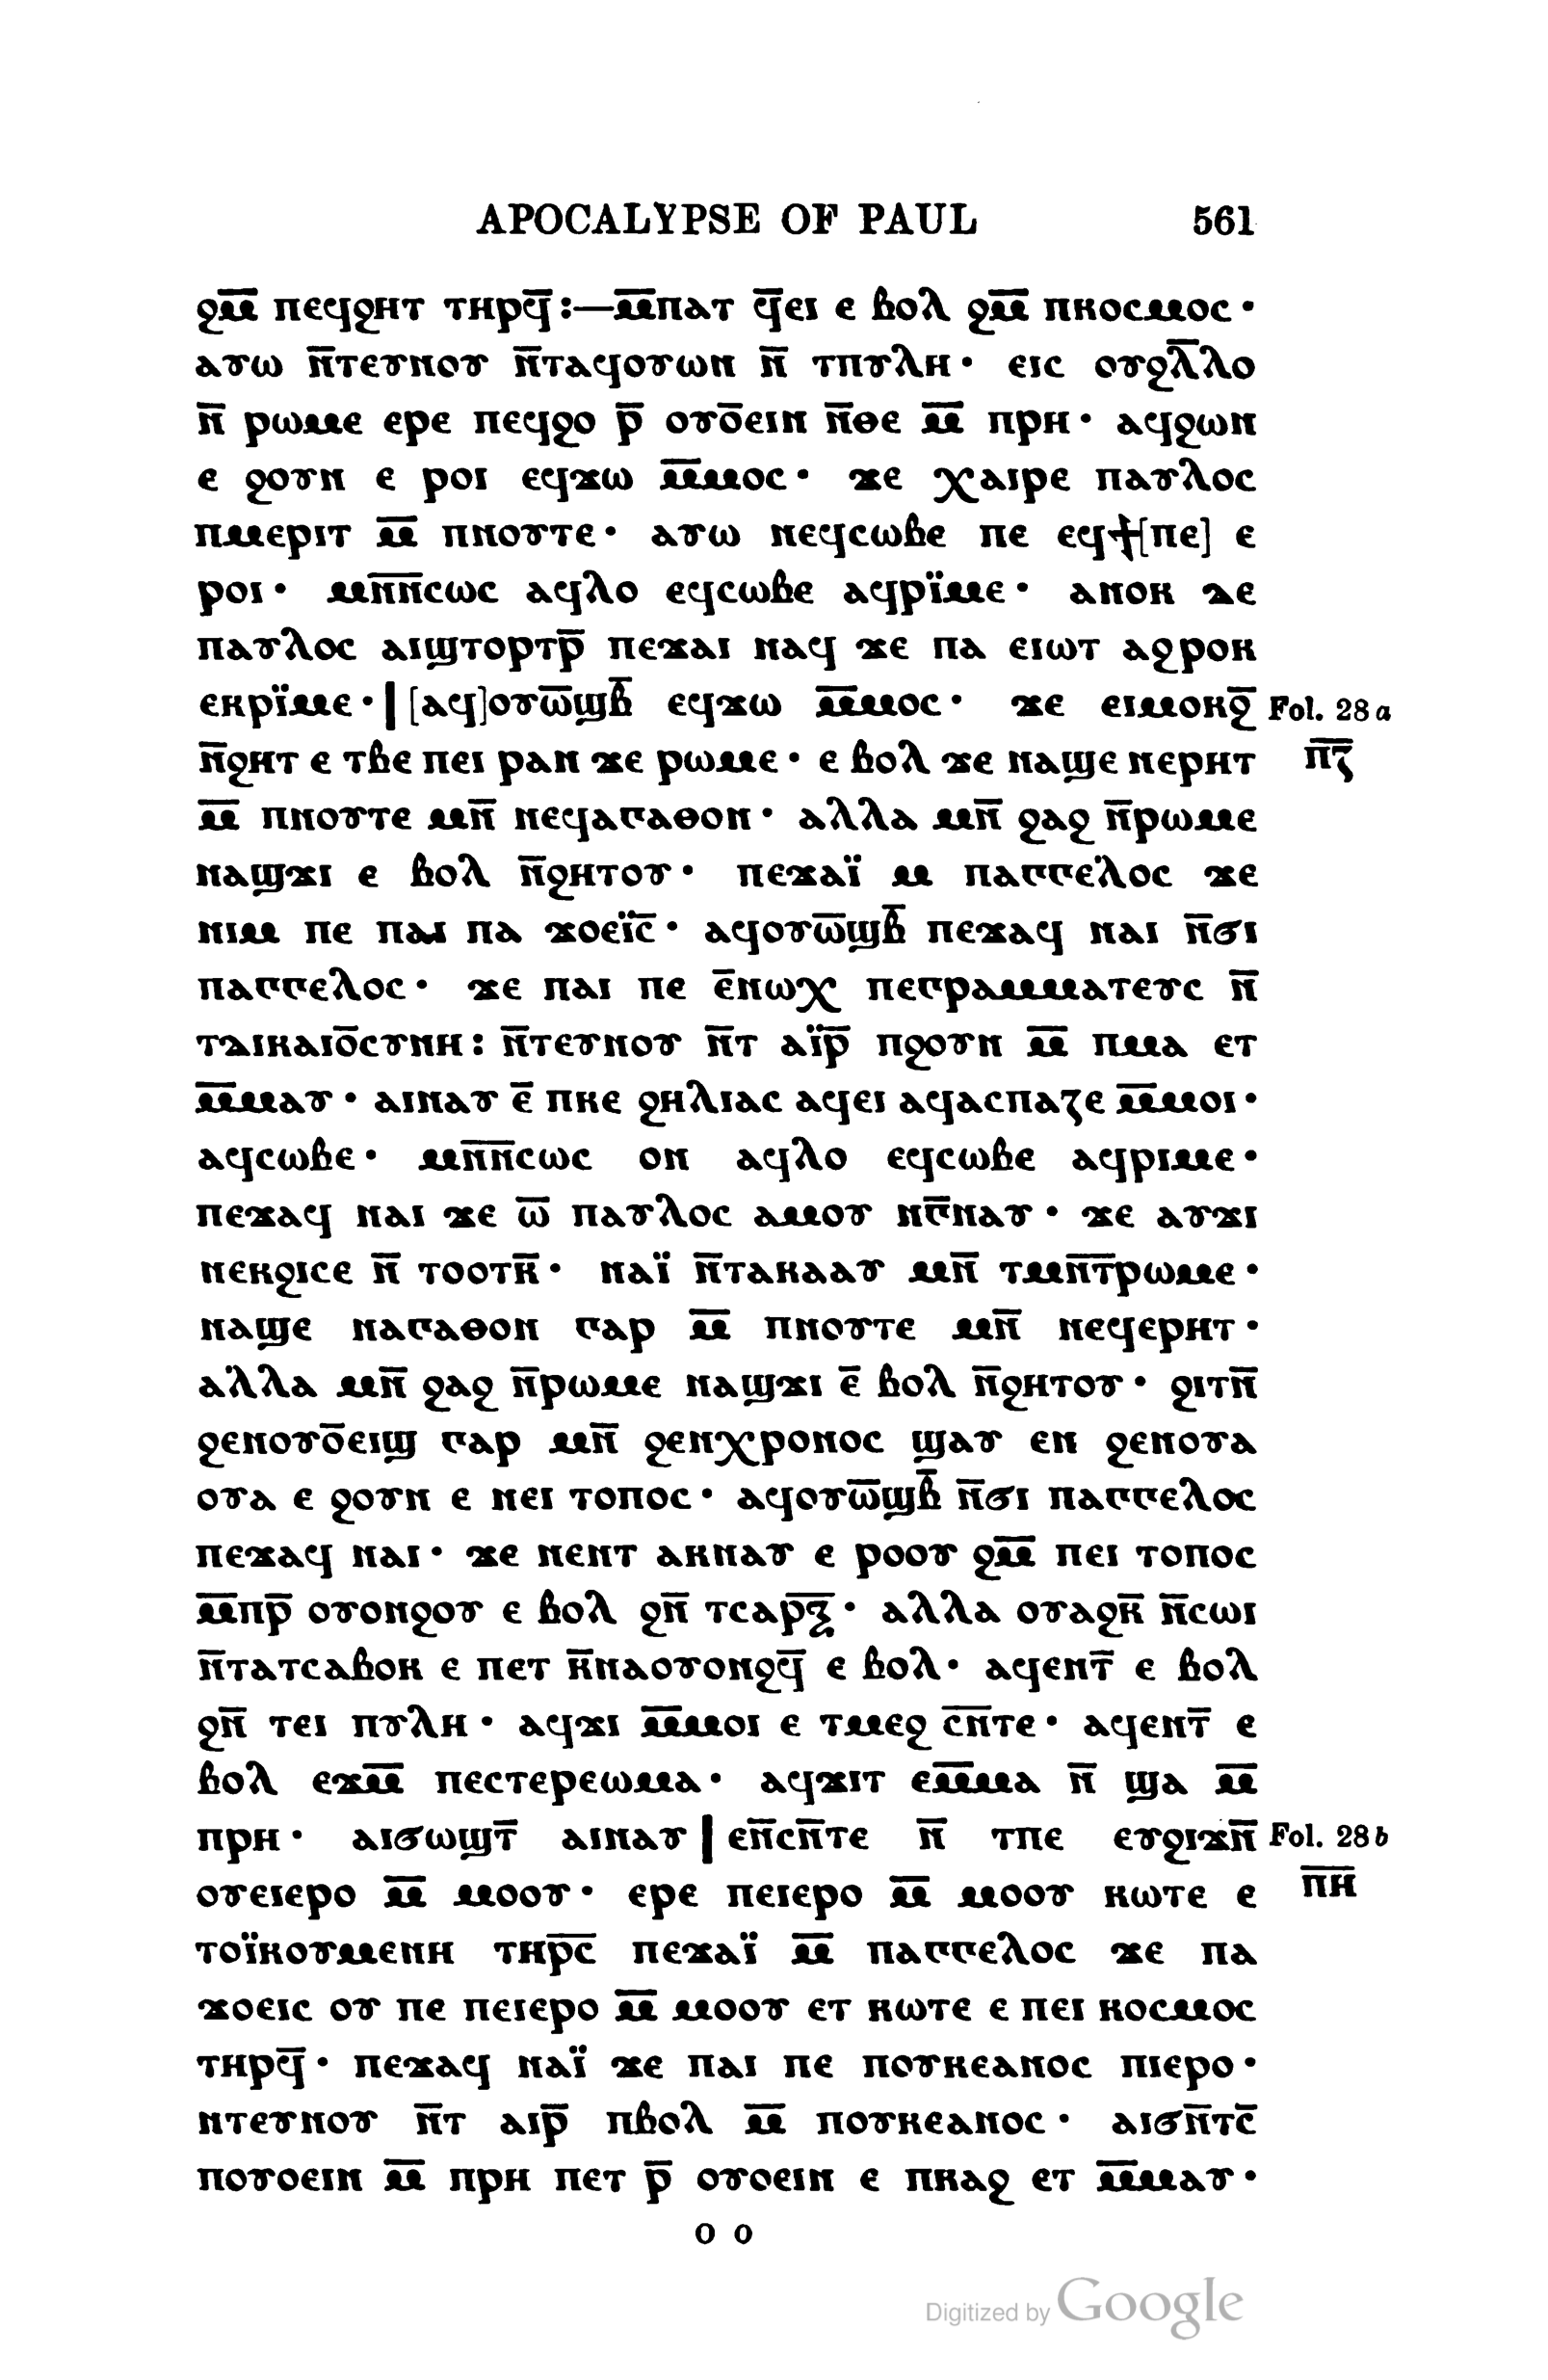 APOCALYPSE OF PAUL 561
ϩⲙ̅ ⲡⲉϥϩⲏⲧ ⲧⲏⲣϥ̅:—ⲙ̅ⲡⲁⲧ ϥ̅ⲉⲓ ⲉ ⲃⲟⲗ ϩⲙ̅ ⲡⲕⲟⲥⲙⲟⲥ·
ⲁⲩⲱ ⲛ̅ⲧⲉⲩⲛⲟⲩ ⲛ̅ⲧⲁϥⲟⲩⲱⲛ ⲛ̅ ⲧⲡⲩⲗⲏ· ⲉⲓⲥ ⲟⲩϩⲗ̅ⲗⲟ
ⲛ̅ ⲣⲱⲙⲉ ⲉⲣⲉ ⲡⲉϥϩⲟ ⲣ̅ ⲟⲩⲟ̅ⲉⲓⲛ ⲛ̅ⲑⲉ ⲙ̅ ⲡⲣⲏ· ⲁϥϩⲱⲛ
ⲉ ϩⲟⲩⲛ ⲉ ⲣⲟⲓ ⲉϥϫⲱ ⲙ̅ⲙⲟⲥ· ϫⲉ ⲭⲁⲓⲣⲉ ⲡⲁⲩⲗⲟⲥ
ⲡⲙⲉⲣⲓⲧ ⲙ̅ ⲡⲛⲟⲩⲧⲉ· ⲁⲩⲱ ⲛⲉϥⲥⲱⲃⲉ ⲡⲉ ⲉϥϯ[ⲡⲉ] ⲉ
ⲣⲟⲓ· ⲙⲛ̅ⲛ̅ⲥⲱⲥ ⲁϥⲗⲟ ⲉϥⲥⲱⲃⲉ ⲁϥⲣⲓ̈ⲙⲉ· ⲁⲛⲟⲕ ⲇⲉ
ⲡⲁⲩⲗⲟⲥ ⲁⲓϣⲧⲟⲣⲧⲣ̅ ⲡⲉϫⲁⲓ ⲛⲁϥ ϫⲉ ⲡⲁ ⲉⲓⲱⲧ ⲁϩⲣⲟⲕ
ⲉⲕⲣⲓ̈ⲙⲉ· | [ⲁϥ]ⲟⲩⲱ̅ϣⲃ̅ ⲉϥϫⲱ ⲙ̅ⲙⲟⲥ· ϫⲉ ⲉⲓⲙⲟⲕϩ̅ Fol. 28 a
ⲛ̅ϩⲏⲧ ⲉ ⲧⲃⲉ ⲡⲉⲓ ⲣⲁⲛ ϫⲉ ⲣⲱⲙⲉ· ⲉ ⲃⲟⲗ ϫⲉ ⲛⲁϣⲉ ⲛⲉⲣⲏⲧ ⲡ̅ⲍ̅
ⲙ̅ ⲡⲛⲟⲩⲧⲉ ⲙⲛ̅ ⲛⲉϥⲁⲅⲁⲑⲟⲛ· ⲁⲗⲗⲁ ⲙⲛ̅ ϩⲁϩ ⲛ̅ⲣⲱⲙⲉ
ⲛⲁϣϫⲓ ⲉ ⲃⲟⲗ ⲛ̅ϩⲏⲧⲟⲩ· ⲡⲉϫⲁⲓ̈ ⲙ ⲡⲁⲅⲅⲉⲗⲟⲥ ϫⲉ
ⲛⲓⲙ ⲡⲉ ⲡⲁⲓ ⲡⲁ ϫⲟⲉⲓ̈ⲥ̅· ⲁϥⲟⲩⲱ̅ϣⲃ̅ ⲡⲉϫⲁϥ ⲛⲁⲓ ⲛ̅ϭⲓ
ⲡⲁⲅⲅⲉⲗⲟⲥ· ϫⲉ ⲡⲁⲓ ⲡⲉ ⲉ̅ⲛⲱⲭ ⲡⲉⲅⲣⲁⲙⲙⲁⲧⲉⲩⲥ ⲛ̅
ⲧⲇⲓⲕⲁⲓⲟ̅ⲥⲩⲛⲏ: ⲛ̅ⲧⲉⲩⲛⲟⲩ ⲛ̅ⲧ ⲁⲓ̈ⲣ̅ ⲡϩⲟⲩⲛ ⲙ̅ ⲡⲙⲁ ⲉⲧ
ⲙ̅ⲙⲁⲩ· ⲁⲓⲛⲁⲩ ⲉ̅ ⲡⲕⲉ ϩⲏⲗⲓⲁⲥ ⲁϥⲉⲓ ⲁϥⲁⲥⲡⲁⲍⲉ ⲙ̅ⲙⲟⲓ·
ⲁϥⲥⲱⲃⲉ· ⲙⲛ̅ⲛ̅ⲥⲱⲥ ⲟⲛ ⲁϥⲗⲟ ⲉϥⲥⲱⲃⲉ ⲁϥⲣⲓⲙⲉ·
ⲡⲉϫⲁϥ ⲛⲁⲓ ϫⲉ ⲱ̅ ⲡⲁⲩⲗⲟⲥ ⲁⲙⲟⲩ ⲛⲅ̅ⲛⲁⲩ· ϫⲉ ⲁⲩϫⲓ
ⲛⲉⲕϩⲓⲥⲉ ⲛ̅ ⲧⲟⲟⲧⲕ̅· ⲛⲁⲓ̈ ⲛ̅ⲧⲁⲕⲁⲁⲩ ⲙⲛ̅ ⲧⲙⲛ̅ⲧ̅ⲣⲱⲙⲉ·
ⲛⲁϣⲉ ⲛⲁⲅⲁⲑⲟⲛ ⲅⲁⲣ ⲙ̅ ⲡⲛⲟⲩⲧⲉ ⲙⲛ̅ ⲛⲉϥⲉⲣⲏⲧ·
ⲁⲗⲗⲁ ⲙⲛ̅ ϩⲁϩ ⲛ̅ⲣⲱⲙⲉ ⲛⲁϣϫⲓ ⲉ̅ ⲃⲟⲗ ⲛ̅ϩⲏⲧⲟⲩ· ϩⲓⲧⲛ̅
ϩⲉⲛⲟⲩⲟ̅ⲉⲓϣ ⲅⲁⲣ ⲙⲛ̅ ϩⲉⲛⲭⲣⲟⲛⲟⲥ ϣⲁⲩ ⲉⲛ ϩⲉⲛⲟⲩⲁ
ⲟⲩⲁ ⲉ ϩⲟⲩⲛ ⲉ ⲛⲉⲓ ⲧⲟⲡⲟⲥ· ⲁϥⲟⲩⲱ̅ϣⲃ̅ ⲛ̅ϭⲓ ⲡⲁⲅⲅⲉⲗⲟⲥ
ⲡⲉϫⲁϥ ⲛⲁⲓ· ϫⲉ ⲛⲉⲛⲧ ⲁⲕⲛⲁⲩ ⲉ ⲣⲟⲟⲩ ϩⲙ̅ ⲡⲉⲓ ⲧⲟⲡⲟⲥ
ⲙ̅ⲡⲣ̅ ⲟⲩⲟⲛϩⲟⲩ ⲉ ⲃⲟⲗ ϩⲛ̅ ⲧⲥⲁⲣ̅ⲝ̅· ⲁⲗⲗⲁ ⲟⲩⲁϩⲕ̅ ⲛ̅ⲥⲱⲓ
ⲛ̅ⲧⲁⲧⲥⲁⲃⲟⲕ ⲉ ⲡⲉⲧ ⲕ̅ⲛⲁⲟⲩⲟⲛϩϥ̅ ⲉ ⲃⲟⲗ· ⲁϥⲉⲛⲧ̅ ⲉ ⲃⲟⲗ
ϩⲛ̅ ⲧⲉⲓ ⲡⲩⲗⲏ· ⲁϥϫⲓ ⲙ̅ⲙⲟⲓ ⲉ ⲧⲙⲉϩ ⲥ̅ⲛ̅ⲧⲉ· ⲁϥⲉⲛⲧ̅ ⲉ
ⲃⲟⲗ ⲉϫⲙ̅ ⲡⲉⲥⲧⲉⲣⲉⲱⲙⲁ· ⲁϥϫⲓⲧ ⲉⲙ̅ⲙⲁ ⲛ̅ ϣⲁ ⲙ̅
ⲡⲣⲏ· ⲁⲓϭⲱϣⲧ̅ ⲁⲓⲛⲁⲩ | ⲉⲛ̅ⲥⲛ̅ⲧⲉ ⲛ̅ ⲧⲡⲉ ⲉⲩϩⲓϫⲛ̅ Fol. 28 b
ⲟⲩⲉⲓⲉⲣⲟ ⲙ̅ ⲙⲟⲟⲩ· ⲉⲣⲉ ⲡⲉⲓⲉⲣⲟ ⲙ̅ ⲙⲟⲟⲩ ⲕⲱⲧⲉ ⲉ ⲡ̅ⲏ̅
ⲧⲟⲓ̈ⲕⲟⲩⲙⲉⲛⲏ ⲧⲏⲣ̅ⲥ̅ ⲡⲉϫⲁⲓ̈ ⲙ̅ ⲡⲁⲅⲅⲉⲗⲟⲥ ϫⲉ ⲡⲁ
ϫⲟⲉⲓⲥ ⲟⲩ ⲡⲉ ⲡⲉⲓⲉⲣⲟ ⲙ̅ ⲙⲟⲟⲩ ⲉⲧ ⲕⲱⲧⲉ ⲉ ⲡⲉⲓ ⲕⲟⲥⲙⲟⲥ
ⲧⲏⲣϥ̅· ⲡⲉϫⲁϥ ⲛⲁⲓ̈ ϫⲉ ⲡⲁⲓ ⲡⲉ ⲡⲟⲩⲕⲉⲁⲛⲟⲥ ⲡⲓⲉⲣⲟ·
ⲛⲧⲉⲩⲛⲟⲩ ⲛ̅ⲧ ⲁⲓⲣ̅ ⲡⲃⲟⲗ ⲙ̅ ⲡⲟⲩⲕⲉⲁⲛⲟⲥ· ⲁⲓϭⲛ̅ⲧⲥ̅
ⲡⲟⲩⲟⲉⲓⲛ ⲙ̅ ⲡⲣⲏ ⲡⲉⲧ ⲣ̅ ⲟⲩⲟⲉⲓⲛ ⲉ ⲡⲕⲁϩ ⲉⲧ ⲙ̅ⲙⲁⲩ·
O O
Digitized by Google